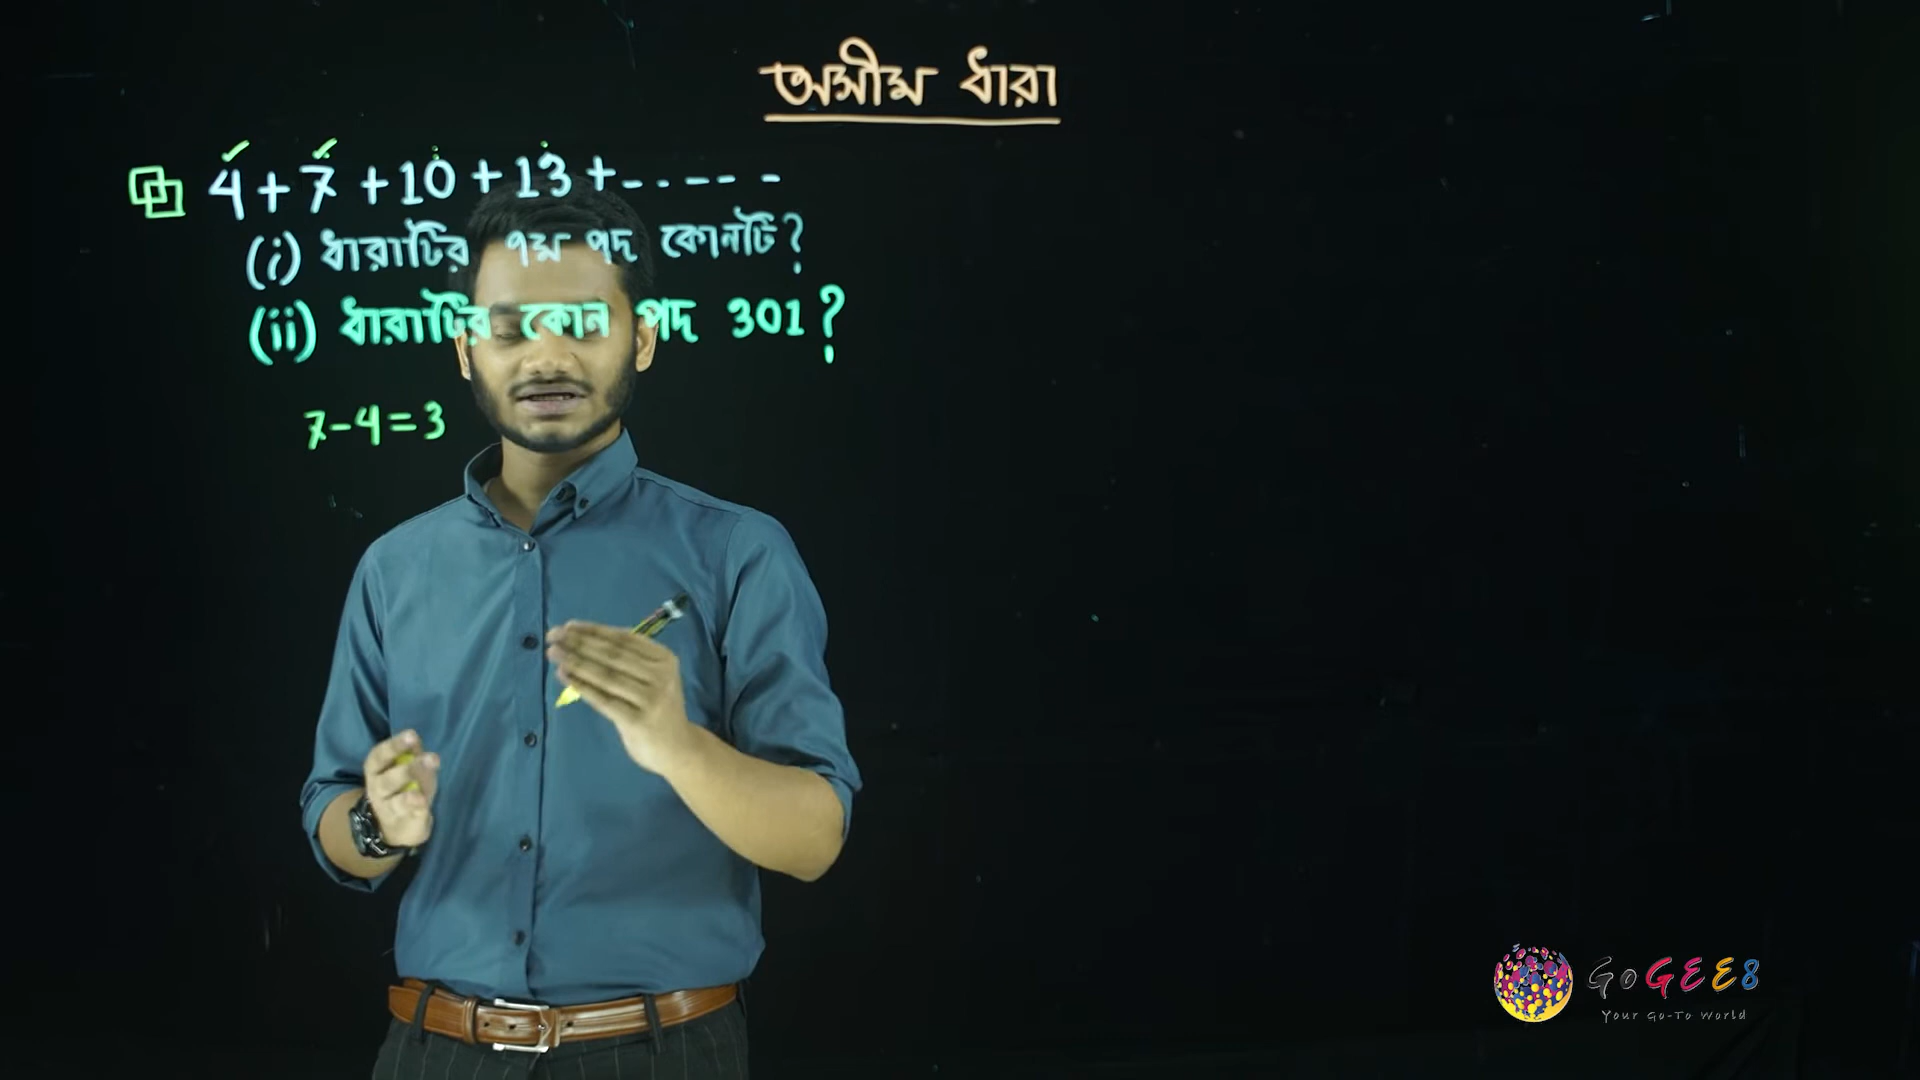 অসীম ধারা
4 + 7 + 10 + 13 + - - - - - -
(i) ধারাটির ৭ম পদ কোনটি?
(ii) ধারাটির কোন পদ 301?
7-4=3
GoGEE8
Your Go-To World